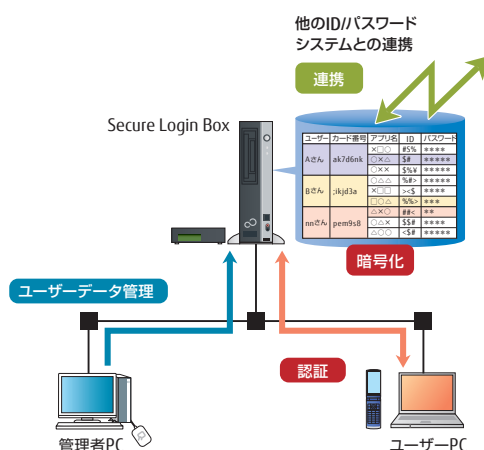 他のID/パスワード
システムとの連携
連携
Secure Login Box
ユーザー カード番号 アプリ名 ID パスワード
×□○ #S% ****
Aさん ak7d6nk ○×△ $# *****
○×× $%¥ *****
○△△ %#> *****
Bさん ;ikjd3a ×□□ ><$ ****
□○△ %%> ***
△×○ ##< **
nnさん pem9s8 ○△× $$# ****
△○○ <$# *****
暗号化
ユーザーデータ管理
認証
管理者PC
ユーザーPC